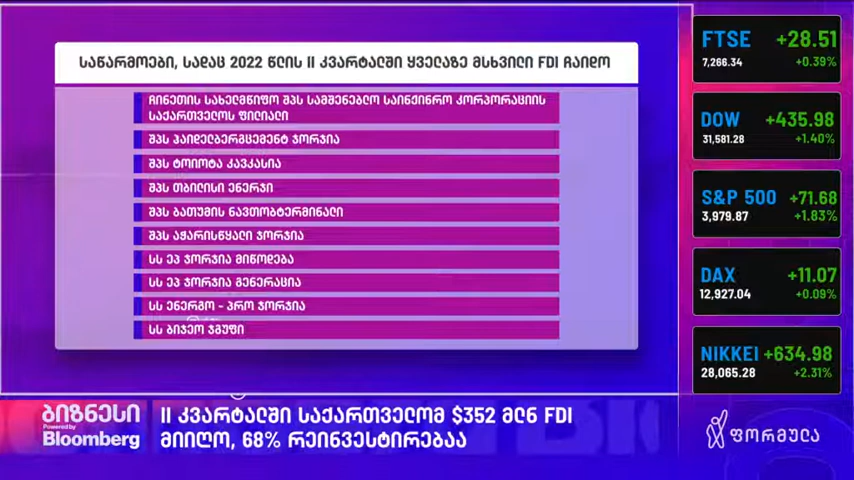 საწარმოები, სადაც 2022 წლის II კვარტალში ყველაზე მსხვილი FDI ჩაიდო
ჩინეთის სახელმწიფო შპს სამშენებლო საინჟინრო კორპორაციის
საქართველოს ფილიალი
შპს ჰაიდელბერგცემენტ ჯორჯია
შპს ტოიოტა კავკასია
შპს თბილისი ენერჯი
შპს ბათუმის ნავთობტერმინალი
შპს აჭარისწყალი ჯორჯია
სს ეპ ჯორჯია მიწოდება
სს ეპ ჯორჯია გენერაცია
სს ენერგო - პრო ჯორჯია
სს ბიჯეო ჯგუფი
FTSE +28.51
7,266.34 +0.39%
DOW +435.98
31,581.28 +1.40%
S&P 500 +71.68
3,979.87 +1.83%
DAX +11.07
12,927.04 +0.09%
NIKKEI +634.98
28,065.28 +2.31%
ბიზნესი
Powered by
Bloomberg
II კვარტალში საქართველომ $352 მლნ FDI
მიიღო, 68% რეინვესტირებაა
ფორმულა